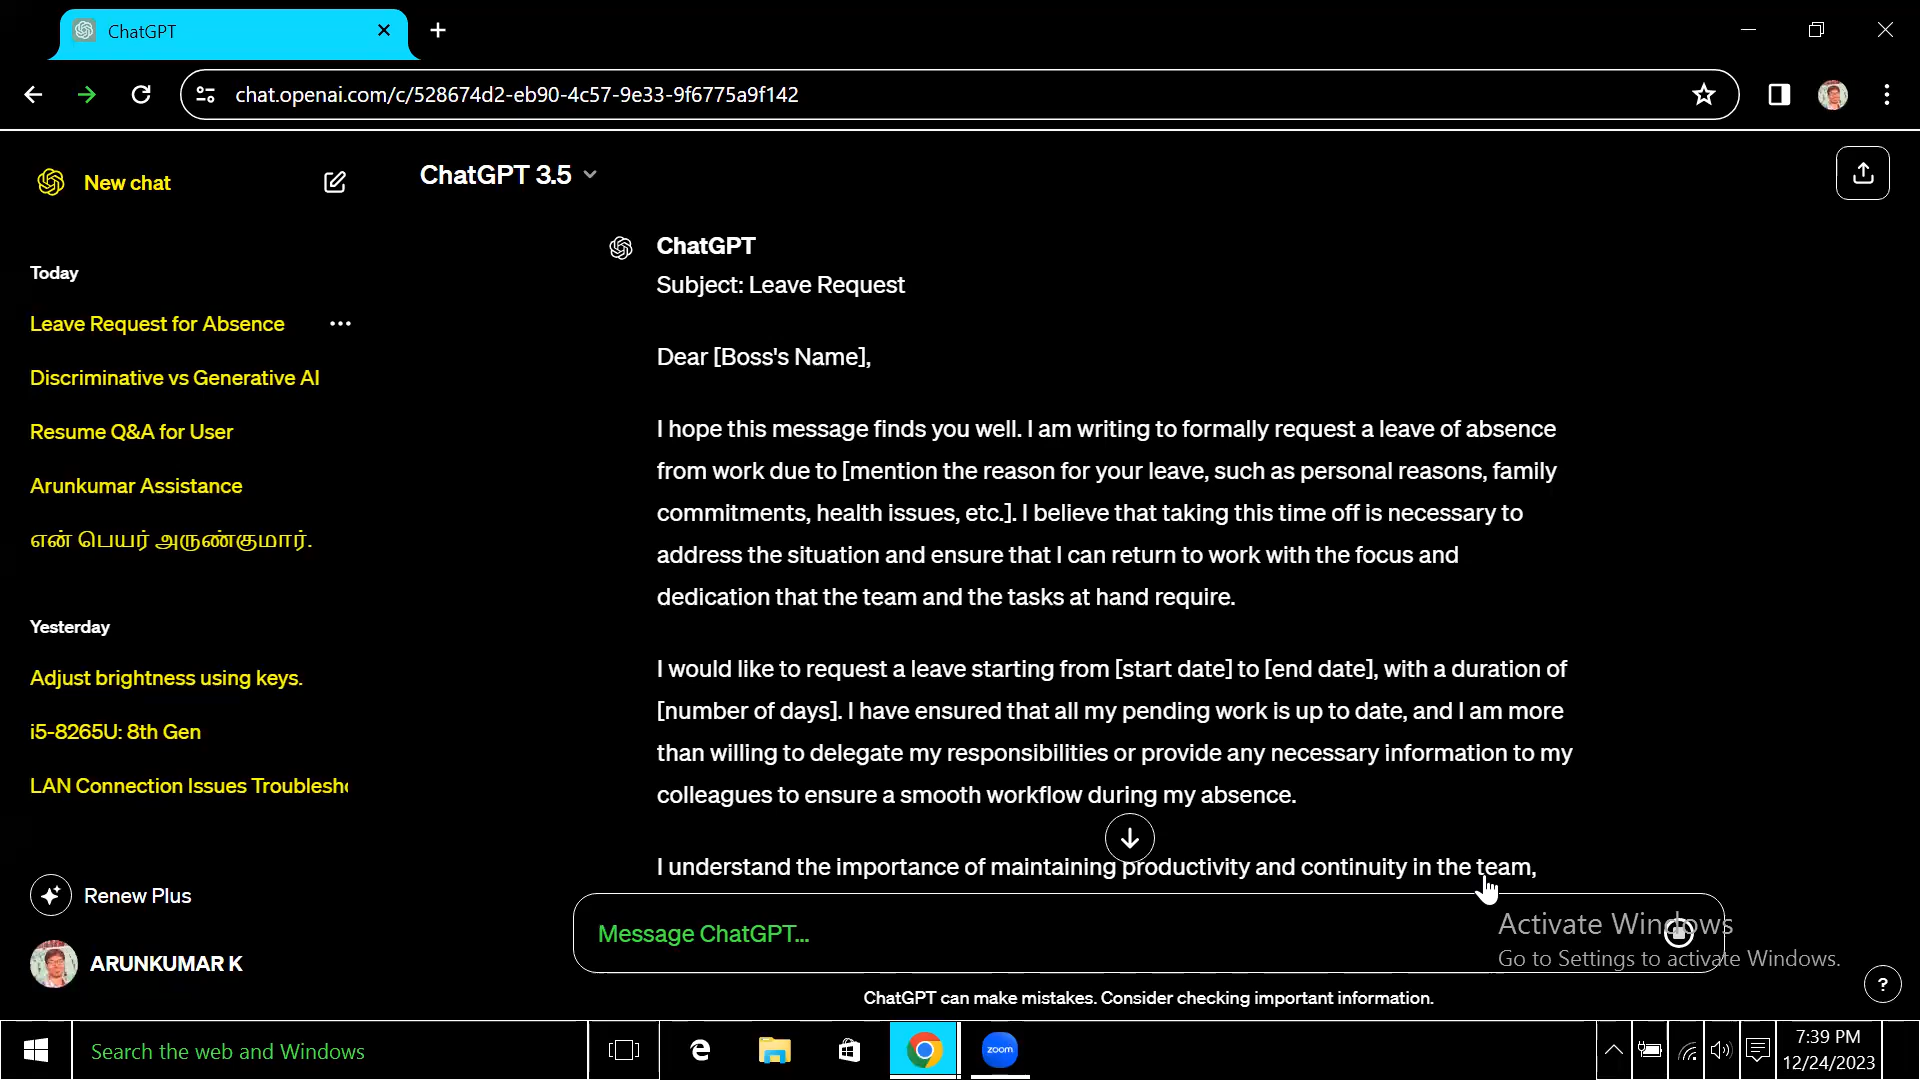 ChatGPT
chat.openai.com/c/528674d2-eb90-4c57-9e33-9f6775a9f142
New chat
ChatGPT 3.5
Today
Leave Request for Absence
Discriminative vs Generative AI
Resume Q&A for User
Arunkumar Assistance
என் பெயர் அருண்குமார்.
Yesterday
Adjust brightness using keys.
i5-8265U: 8th Gen
LAN Connection Issues Troublesho
Renew Plus
ARUNKUMAR K
ChatGPT
Subject: Leave Request
Dear [Boss's Name],
I hope this message finds you well. I am writing to formally request a leave of absence
from work due to [mention the reason for your leave, such as personal reasons, family
commitments, health issues, etc.]. I believe that taking this time off is necessary to
address the situation and ensure that I can return to work with the focus and
dedication that the team and the tasks at hand require.
I would like to request a leave starting from [start date] to [end date], with a duration of
[number of days]. I have ensured that all my pending work is up to date, and I am more
than willing to delegate my responsibilities or provide any necessary information to my
colleagues to ensure a smooth workflow during my absence.
I understand the importance of maintaining productivity and continuity in the team,
Message ChatGPT...
Activate Windows
Go to Settings to activate Windows.
ChatGPT can make mistakes. Consider checking important information.
?
Search the web and Windows
zoom
7:39 PM
12/24/2023